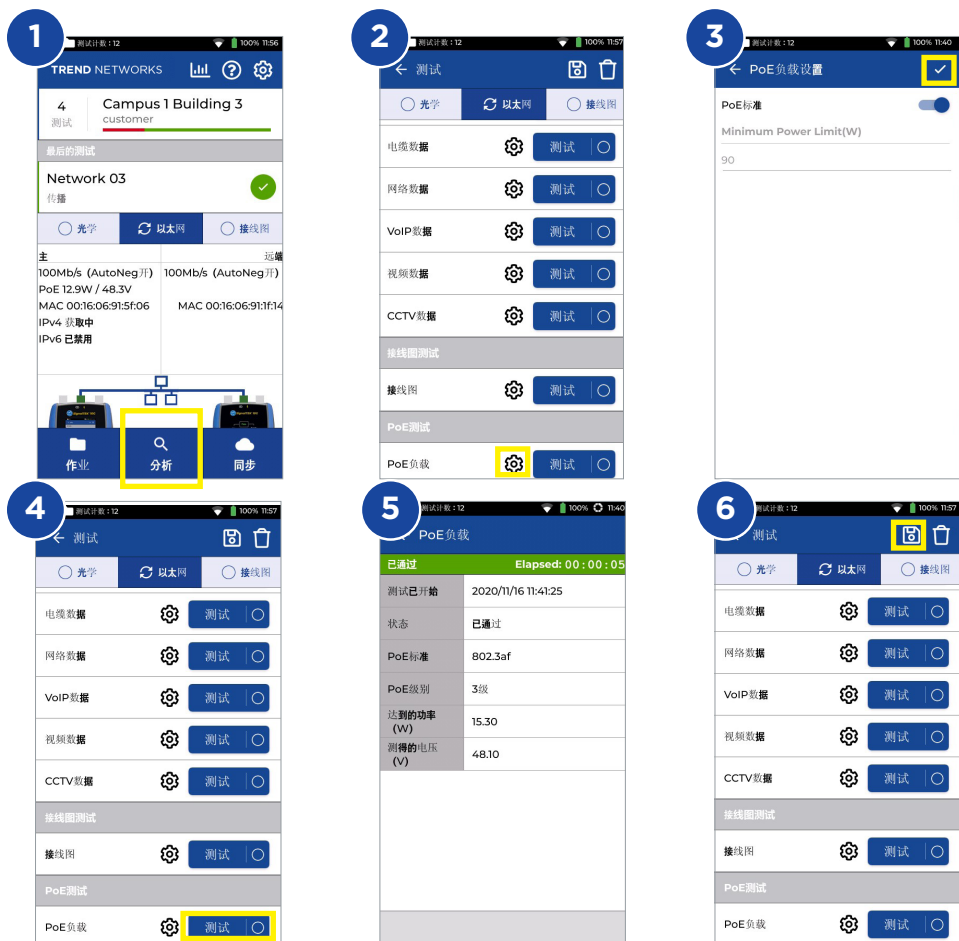 1
测试计数：12
100% 11:56
TREND NETWORKS
4
测试
Campus 1 Building 3
customer
最后的测试
Network 03
传播
光学
以太网
接线图
主
远端
100Mb/s (AutoNeg开)
100Mb/s (AutoNeg开)
PoE 12.9W / 48.3V
MAC 00:16:06:91:5f:06
MAC 00:16:06:91:1f:14
IPv4 获取中
IPv6 已禁用
作业
分析
同步
2
测试计数：12
100% 11:57
测试
光学
以太网
接线图
电缆数据
测试
网络数据
测试
VoIP数据
测试
视频数据
测试
CCTV数据
测试
接线图测试
接线图
测试
PoE测试
PoE负载
测试
3
测试计数：12
100% 11:40
PoE负载设置
PoE标准
Minimum Power Limit(W)
90
4
测试计数：12
100% 11:57
测试
光学
以太网
接线图
电缆数据
测试
网络数据
测试
VoIP数据
测试
视频数据
测试
CCTV数据
测试
接线图测试
接线图
测试
PoE测试
PoE负载
测试
5
测试计数：12
100% 11:40
PoE负载
已通过
Elapsed: 00:00:05
测试已开始
2020/11/16 11:41:25
状态
已通过
PoE标准
802.3af
PoE级别
3级
达到的功率
(W)
15.30
测得的电压
(V)
48.10
6
测试计数：12
100% 11:57
测试
光学
以太网
接线图
电缆数据
测试
网络数据
测试
VoIP数据
测试
视频数据
测试
CCTV数据
测试
接线图测试
接线图
测试
PoE测试
PoE负载
测试